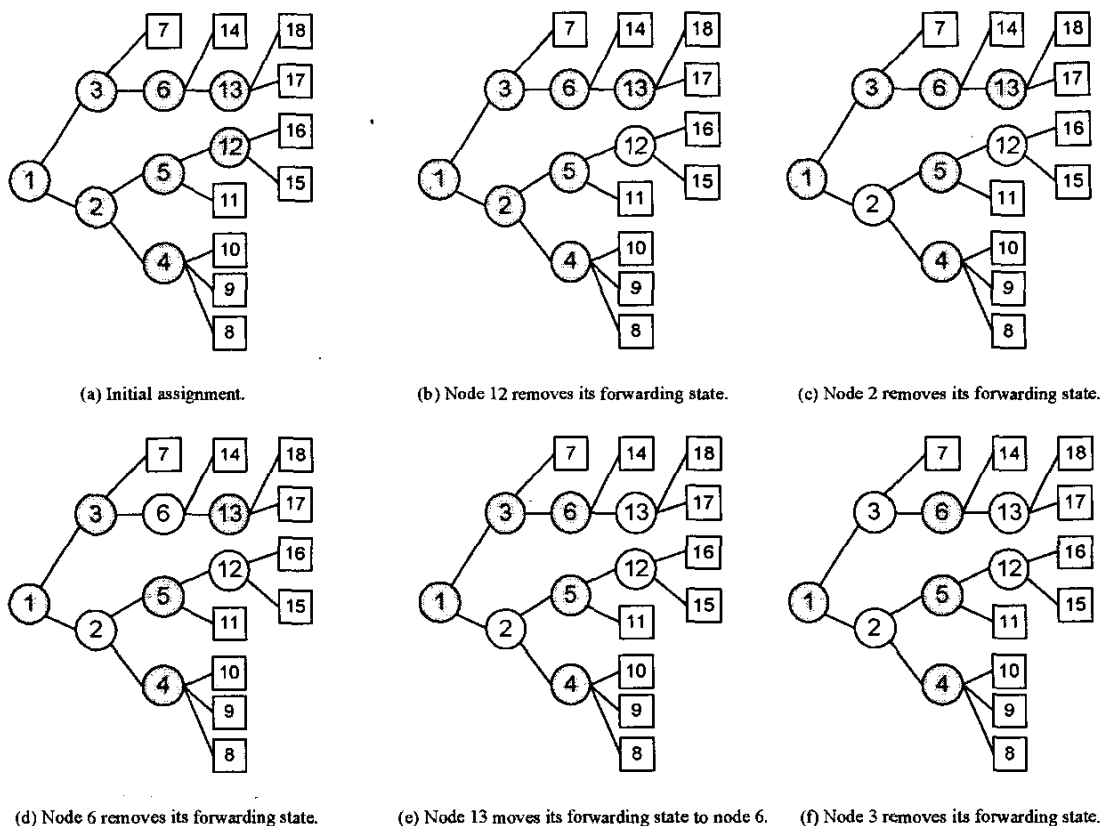 7 14 18
3 6 13 17
16
12
1 5 15
2 11
10
4 9
8
(a) Initial assignment.
7 14 18
3 6 13 17
16
12
1 5 15
2 11
10
4 9
8
(b) Node 12 removes its forwarding state.
7 14 18
3 6 13 17
16
12
1 5 15
2 11
10
4 9
8
(c) Node 2 removes its forwarding state.
7 14 18
3 6 13 17
16
12
1 5 15
2 11
10
4 9
8
(d) Node 6 removes its forwarding state.
7 14 18
3 6 13 17
16
12
1 5 15
2 11
10
4 9
8
(e) Node 13 moves its forwarding state to node 6.
7 14 18
3 6 13 17
16
12
1 5 15
2 11
10
4 9
8
(f) Node 3 removes its forwarding state.